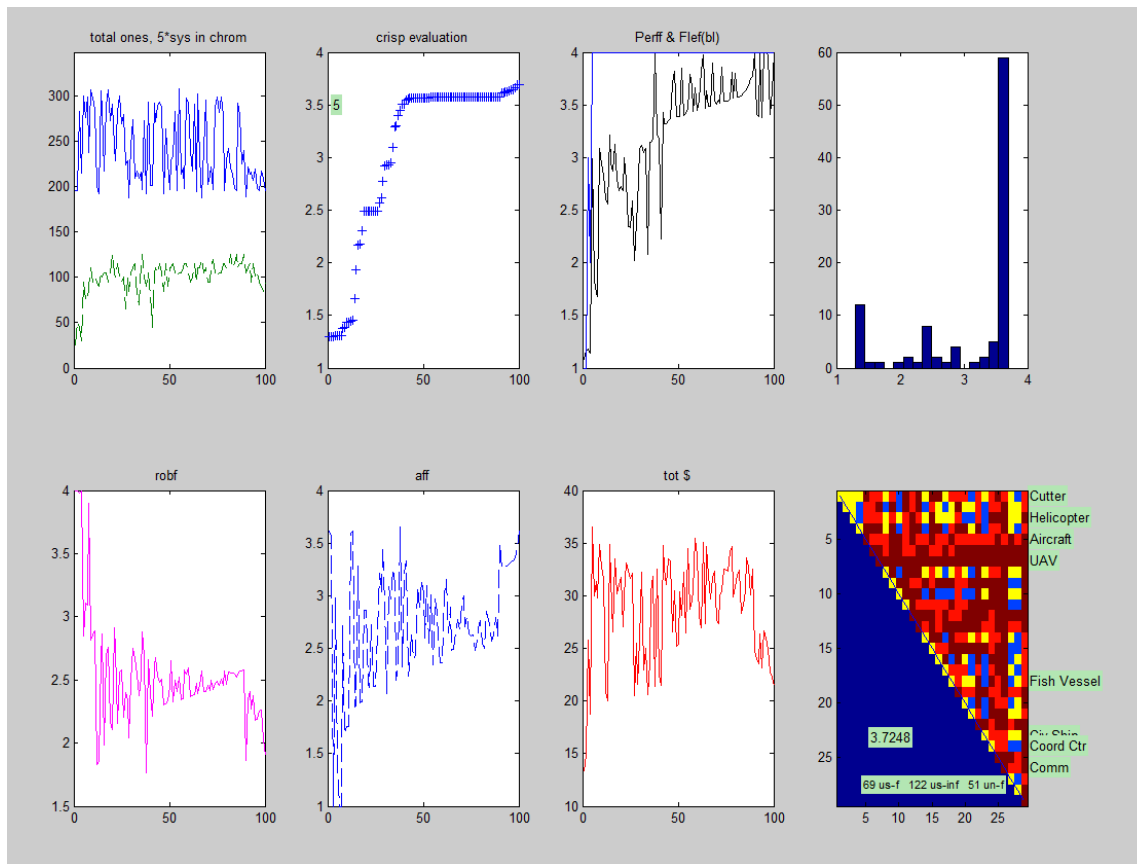 total ones, 5*sys in chrom
300
250
200
150
100
50
0
0 50 100
crisp evaluation
4
3.5
5
3
2.5
2
1.5
1
0 50 100
Perff & Flef(bl)
4
3.5
3
2.5
2
1.5
1
0 50 100
60
50
40
30
20
10
0
1 2 3 4
robf
4
3.5
3
2.5
2
1.5
0 50 100
aff
4
3.5
3
2.5
2
1.5
1
0 50 100
tot $
40
35
30
25
20
15
10
0 50 100
Cutter
Helicopter
5
Aircraft
UAV
10
15
Fish Vessel
20
Civ Ship
3.7248
Coord Ctr
25
Comm
69 us-f 122 us-inf 51 un-f
5 10 15 20 25